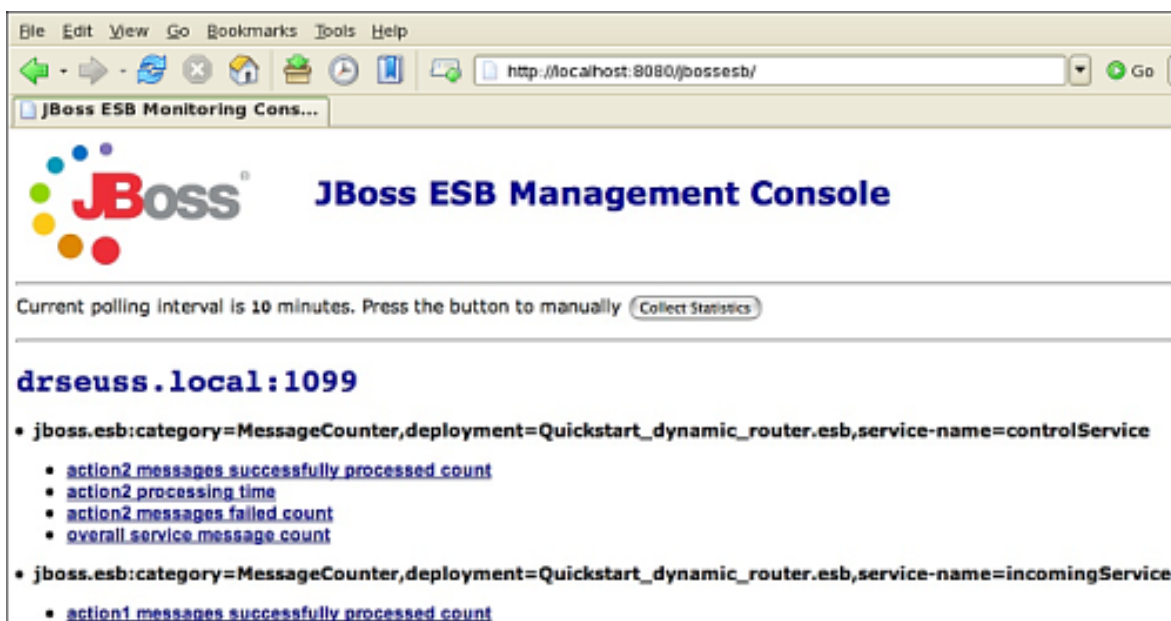 File Edit View Go Bookmarks Tools Help
http://localhost:8080/jbossesb/ Go
JBoss ESB Monitoring Cons...
JBoss® JBoss ESB Management Console
Current polling interval is 10 minutes. Press the button to manually Collect Statistics
drseuss.local:1099
• jboss.esb:category=MessageCounter,deployment=Quickstart_dynamic_router.esb,service-name=controlService
• action2 messages successfully processed count
• action2 processing time
• action2 messages failed count
• overall service message count
• jboss.esb:category=MessageCounter,deployment=Quickstart_dynamic_router.esb,service-name=incomingService
• action1 messages successfully processed count